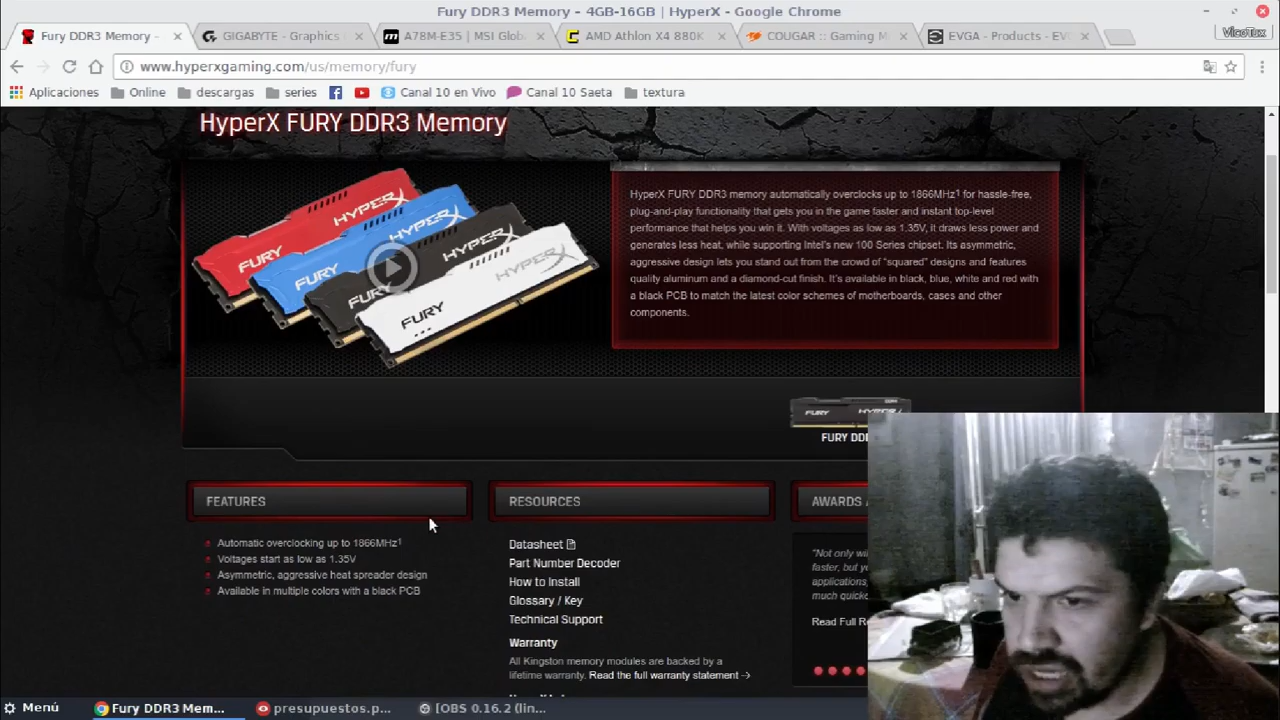 Fury DDR3 Memory - 4GB-16GB | HyperX - Google Chrome
Fury DDR3 Memory -
GIGABYTE - Graphics
A78M-E35 | MSI Globa
AMD Athlon X4 880K
COUGAR :: Gaming M
EVGA - Products - EV
VicoTux
www.hyperxgaming.com/us/memory/fury
Aplicaciones
Online
descargas
series
Canal 10 en Vivo
Canal 10 Saeta
textura
HyperX FURY DDR3 Memory
HyperX FURY DDR3 memory automatically overclocks up to 1866MHz¹ for hassle-free,
plug-and-play functionality that gets you in the game faster and instant top-level
performance that helps you win it. With voltages as low as 1.35V, it draws less power and
generates less heat, while supporting Intel's new 100 Series chipset. Its asymmetric,
aggressive design lets you stand out from the crowd of “squared” designs and features
quality aluminum and a diamond-cut finish. It's available in black, blue, white and red with
a black PCB to match the latest color schemes of motherboards, cases and other
components.
FURY HYPERX
FURY HYPERX
FURY HYPERX
FURY HYPERX
FURY HYPERX
FURY DDR
FEATURES
Automatic overclocking up to 1866MHz¹
Voltages start as low as 1.35V
Asymmetric, aggressive heat spreader design
Available in multiple colors with a black PCB
RESOURCES
Datasheet
Part Number Decoder
How to Install
Glossary / Key
Technical Support
Warranty
All Kingston memory modules are backed by a
lifetime warranty. Read the full warranty statement →
AWARDS
"Not only wi
faster, but yo
applications,
much quicke
Read Full R
Menú
Fury DDR3 Mem...
presupuestos.p...
[OBS 0.16.2 (lin...